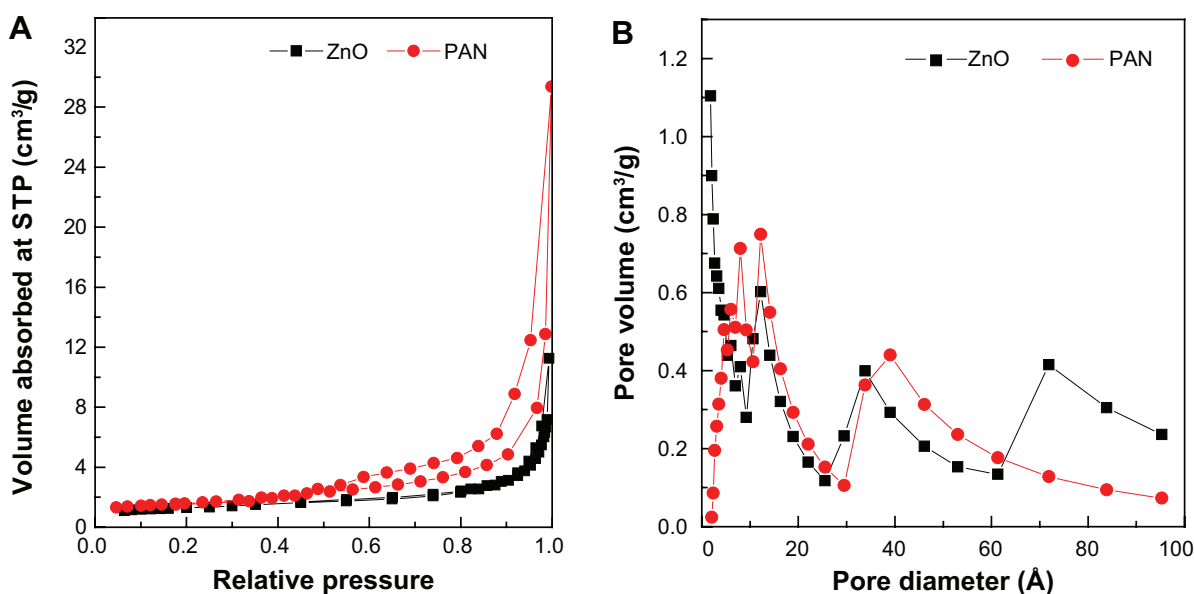 A
ZnO PAN
Volume absorbed at STP (cm³/g)
32
28
24
20
16
12
8
4
0
0.0 0.2 0.4 0.6 0.8 1.0
Relative pressure
B
ZnO PAN
Pore volume (cm³/g)
1.2
1.0
0.8
0.6
0.4
0.2
0.0
0 20 40 60 80 100
Pore diameter (Å)